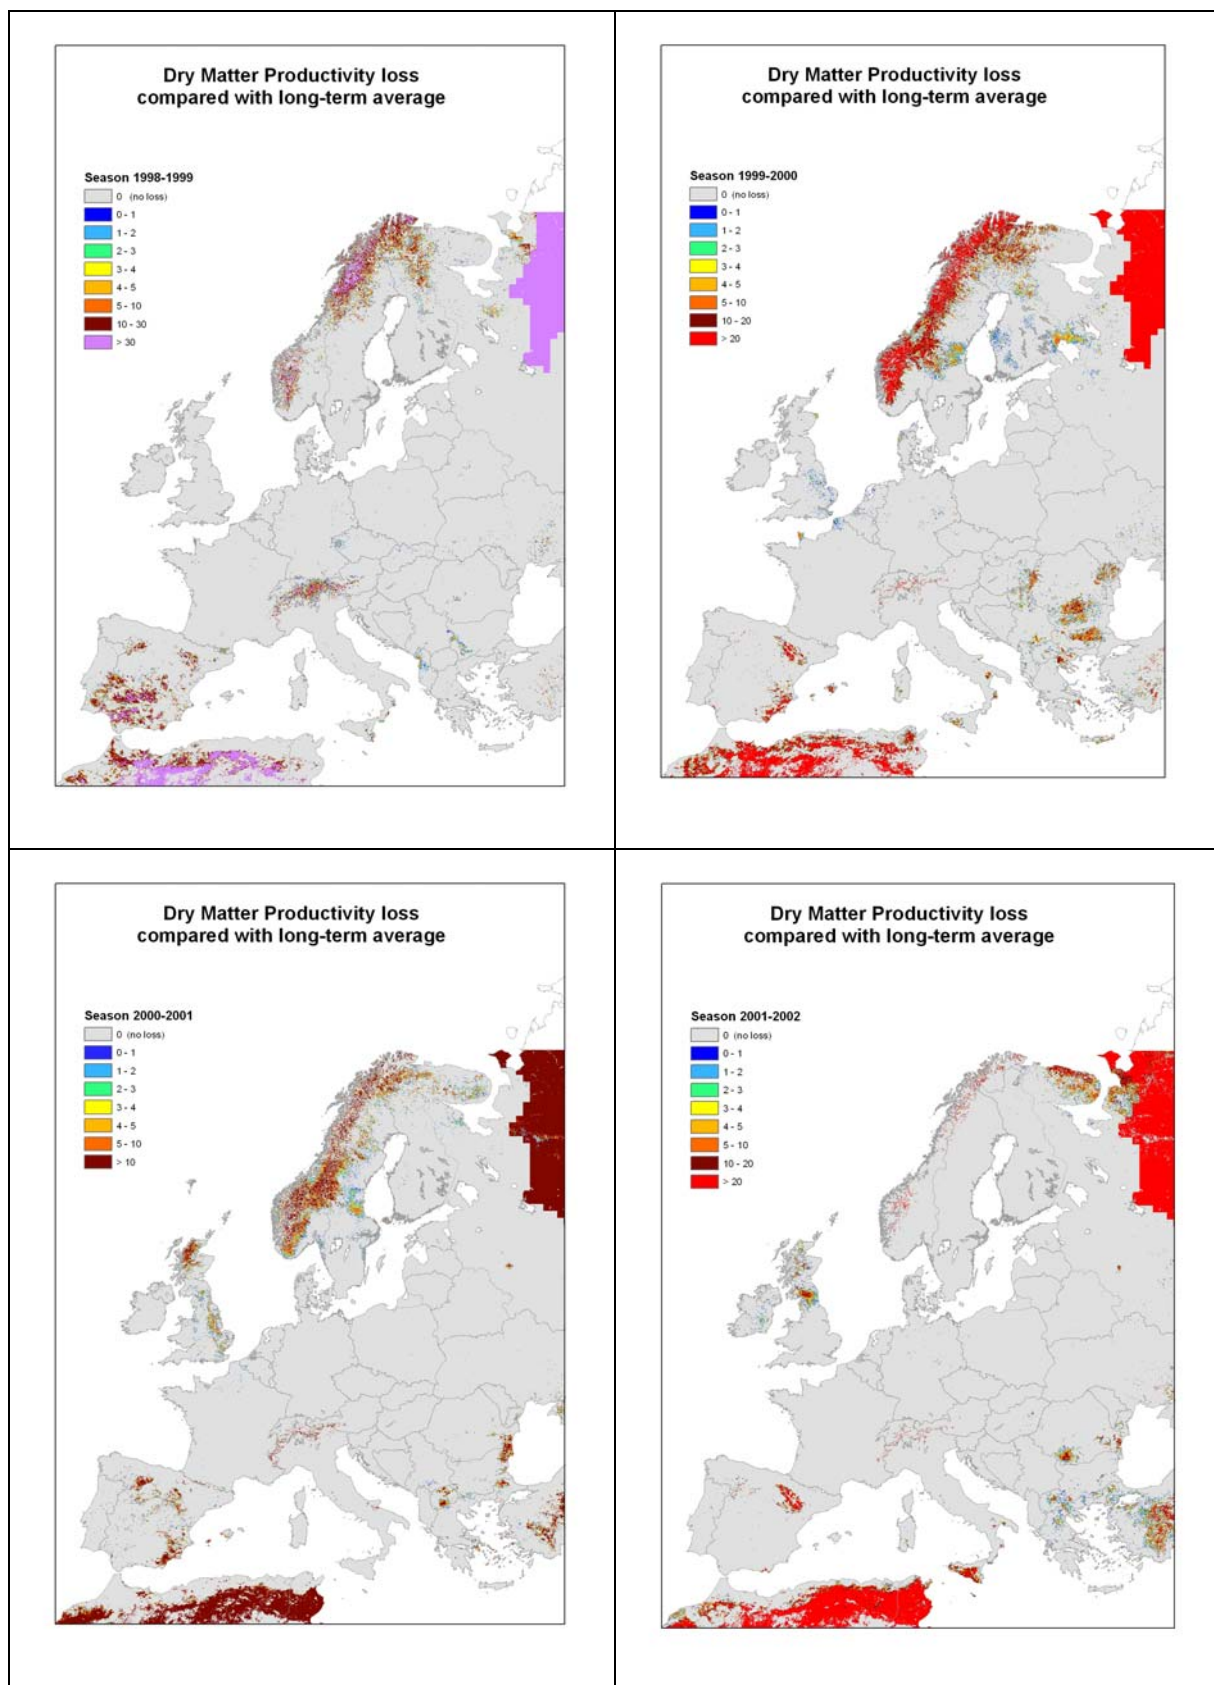 Dry Matter Productivity loss
compared with long-term average
Season 1998-1999
0 (no loss)
0 - 1
1 - 2
2 - 3
3 - 4
4 - 5
5 - 10
10 - 30
> 30
Dry Matter Productivity loss
compared with long-term average
Season 1999-2000
0 (no loss)
0 - 1
1 - 2
2 - 3
3 - 4
4 - 5
5 - 10
10 - 20
> 20
Dry Matter Productivity loss
compared with long-term average
Season 2000-2001
0 (no loss)
0 - 1
1 - 2
2 - 3
3 - 4
4 - 5
5 - 10
> 10
Dry Matter Productivity loss
compared with long-term average
Season 2001-2002
0 (no loss)
0 - 1
1 - 2
2 - 3
3 - 4
4 - 5
5 - 10
10 - 20
> 20